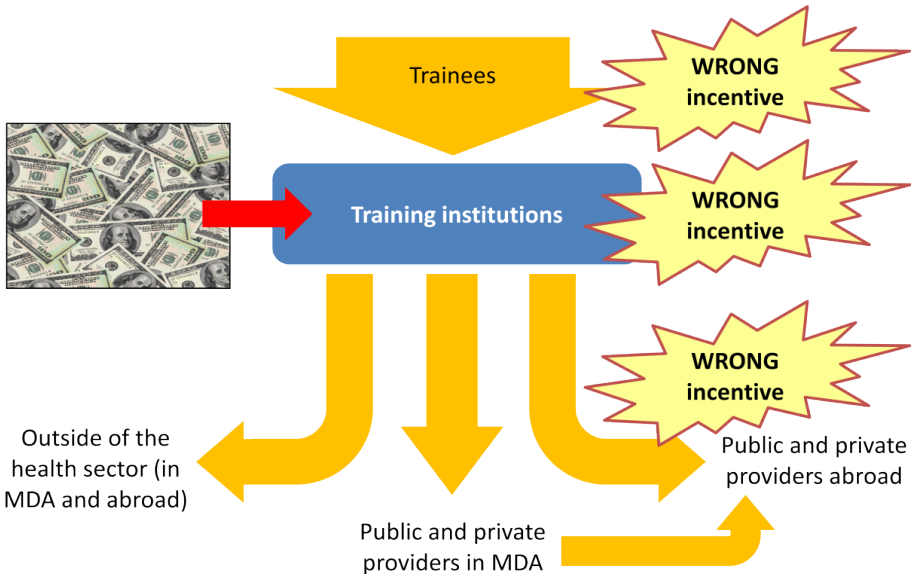 Trainees
WRONG
incentive
Training institutions
WRONG
incentive
WRONG
incentive
Outside of the
health sector (in
MDA and abroad)
Public and private
providers in MDA
Public and private
providers abroad